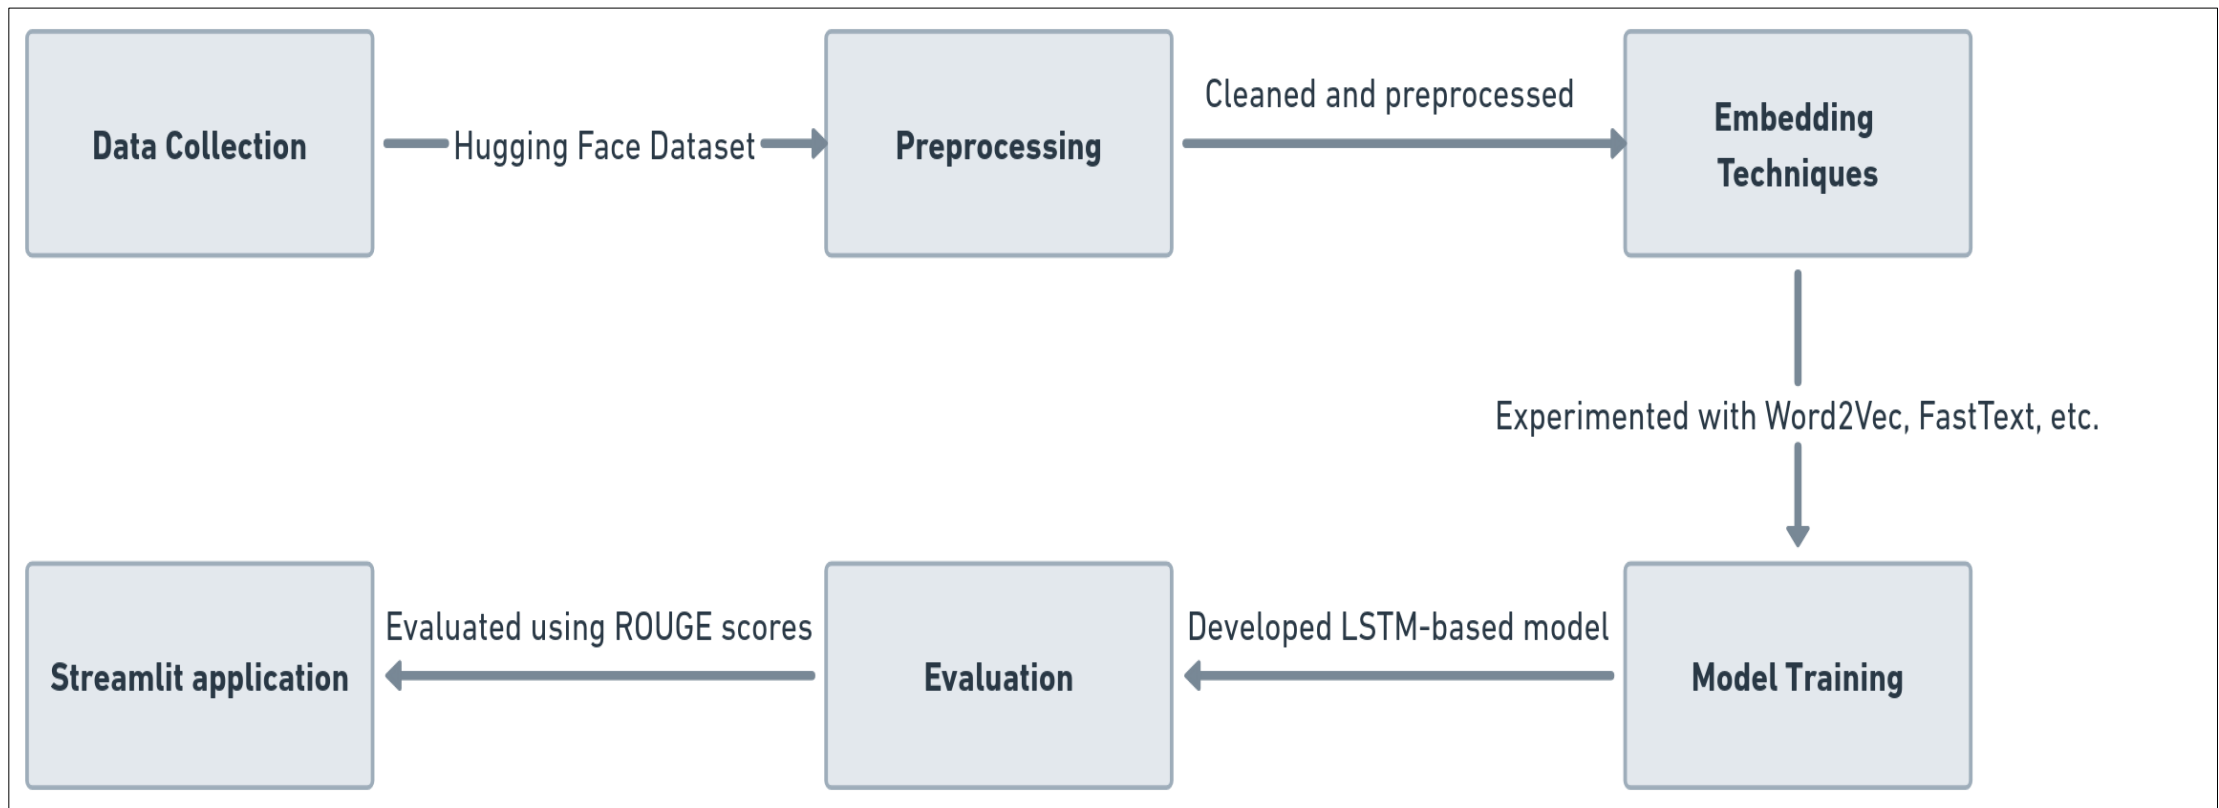 Data Collection
Hugging Face Dataset
Preprocessing
Cleaned and preprocessed
Embedding
Techniques
Experimented with Word2Vec, FastText, etc.
Model Training
Developed LSTM-based model
Evaluation
Evaluated using ROUGE scores
Streamlit application